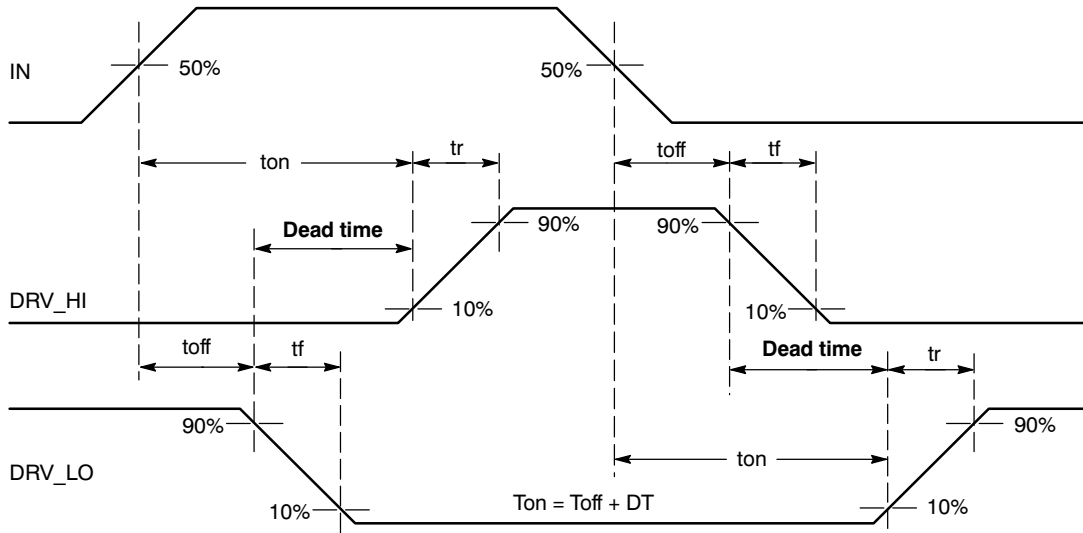 IN
50%
50%
ton
tr
toff
tf
Dead time
90%
90%
DRV_HI
10%
10%
toff
tf
Dead time
tr
90%
90%
DRV_LO
ton
10%
Ton = Toff + DT
10%